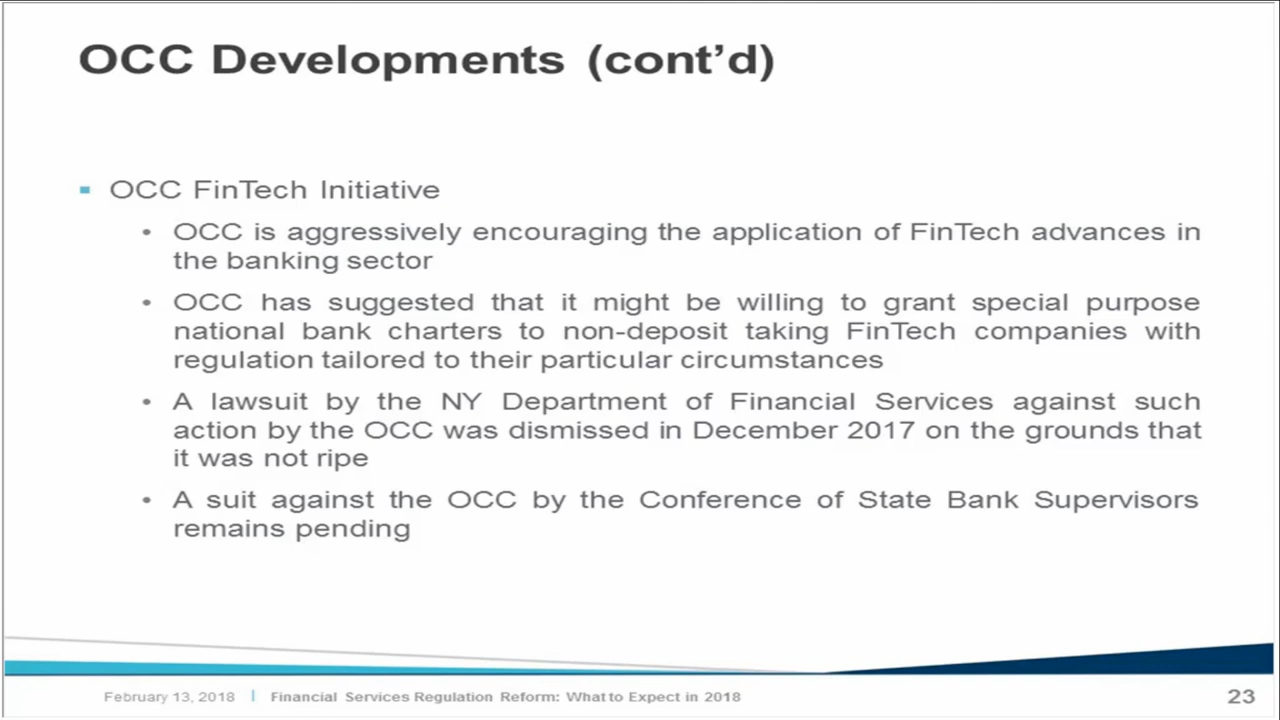 OCC Developments (cont’d)
OCC FinTech Initiative
OCC is aggressively encouraging the application of FinTech advances in
the banking sector
OCC has suggested that it might be willing to grant special purpose
national bank charters to non-deposit taking FinTech companies with
regulation tailored to their particular circumstances
A lawsuit by the NY Department of Financial Services against such
action by the OCC was dismissed in December 2017 on the grounds that
it was not ripe
A suit against the OCC by the Conference of State Bank Supervisors
remains pending
February 13, 2018 | Financial Services Regulation Reform: What to Expect in 2018
23